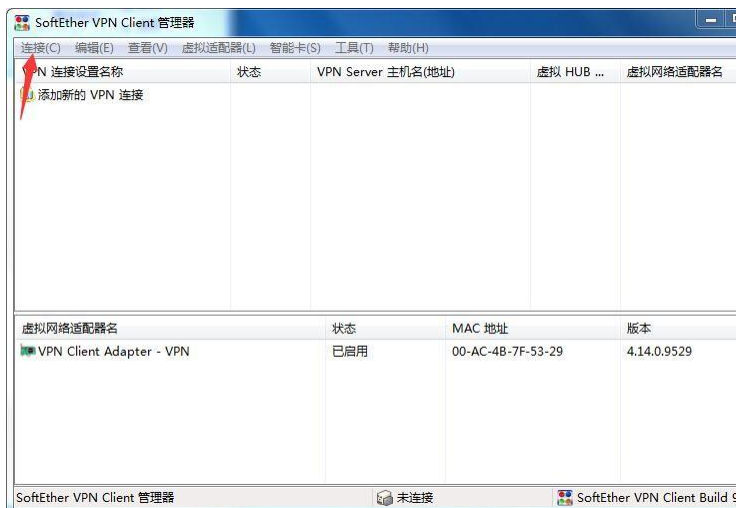 SoftEther VPN Client 管理器
连接(C) 编辑(E) 查看(V) 虚拟适配器(L) 智能卡(S) 工具(T) 帮助(H)
VPN 连接设置名称 状态 VPN Server 主机名(地址) 虚拟 HUB ... 虚拟网络适配器名
添加新的 VPN 连接
虚拟网络适配器名 状态 MAC 地址 版本
VPN Client Adapter - VPN 已启用 00-AC-4B-7F-53-29 4.14.0.9529
SoftEther VPN Client 管理器 未连接 SoftEther VPN Client Build 9